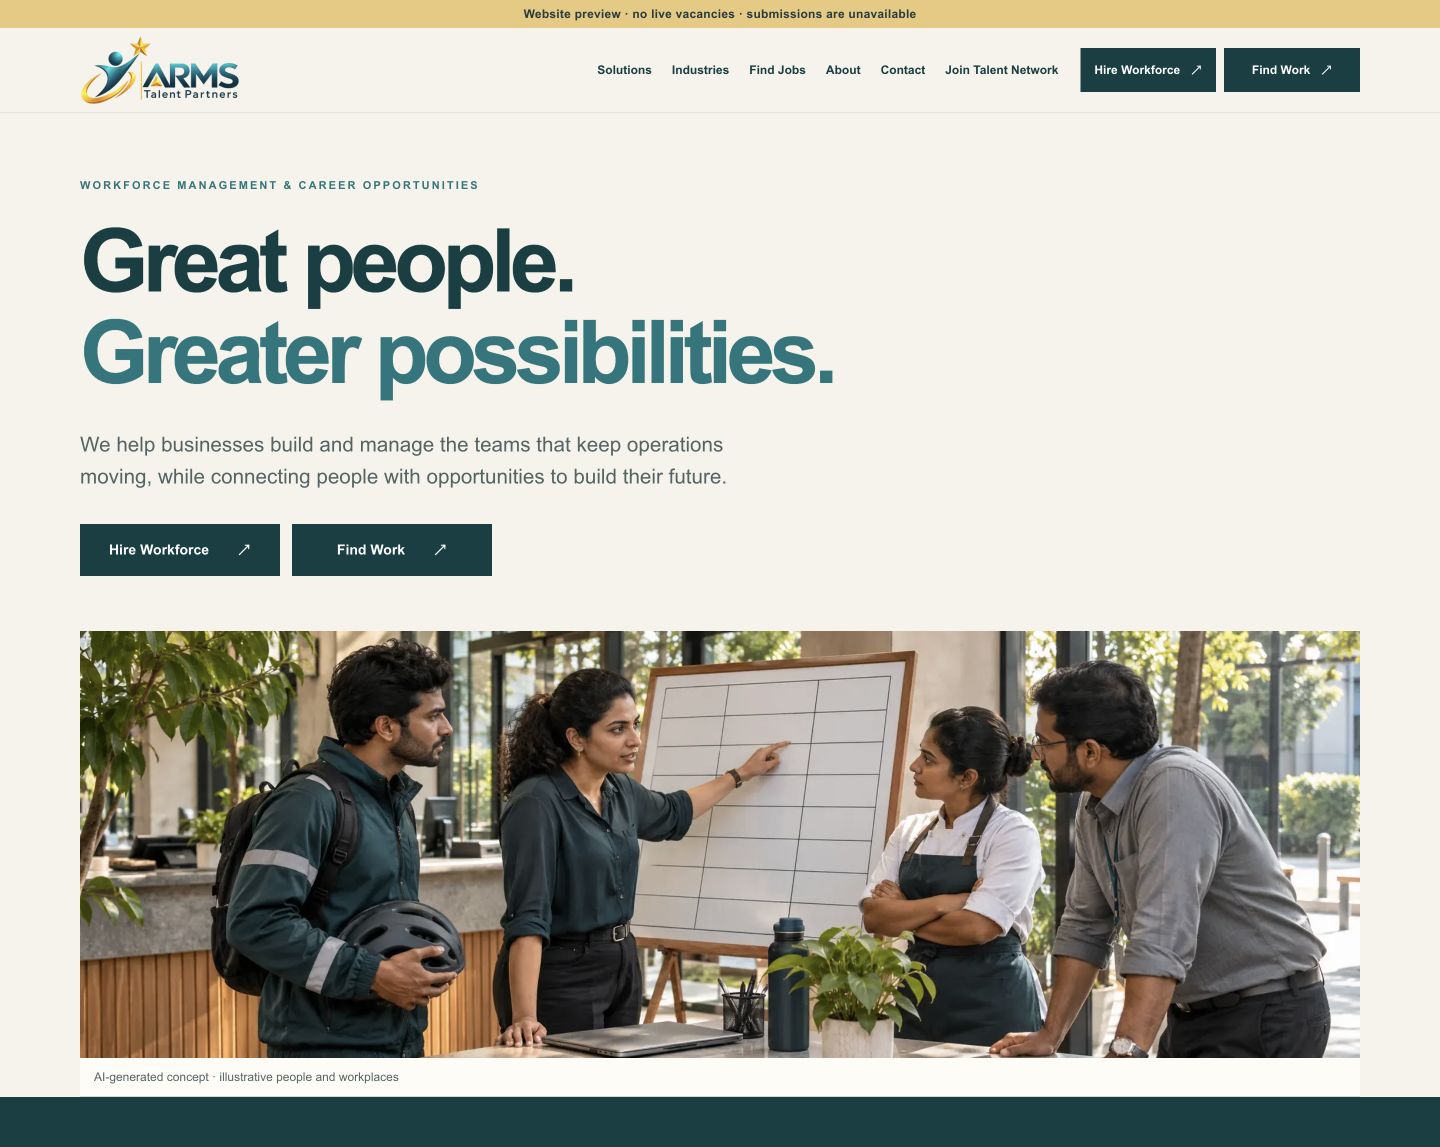 Website preview · no live vacancies · submissions are unavailable
ARMS
Talent Partners
Solutions
Industries
Find Jobs
About
Contact
Join Talent Network
Hire Workforce ↗
Find Work ↗
WORKFORCE MANAGEMENT & CAREER OPPORTUNITIES
Great people.
Greater possibilities.
We help businesses build and manage the teams that keep operations
moving, while connecting people with opportunities to build their future.
Hire Workforce ↗
Find Work ↗
AI-generated concept · illustrative people and workplaces